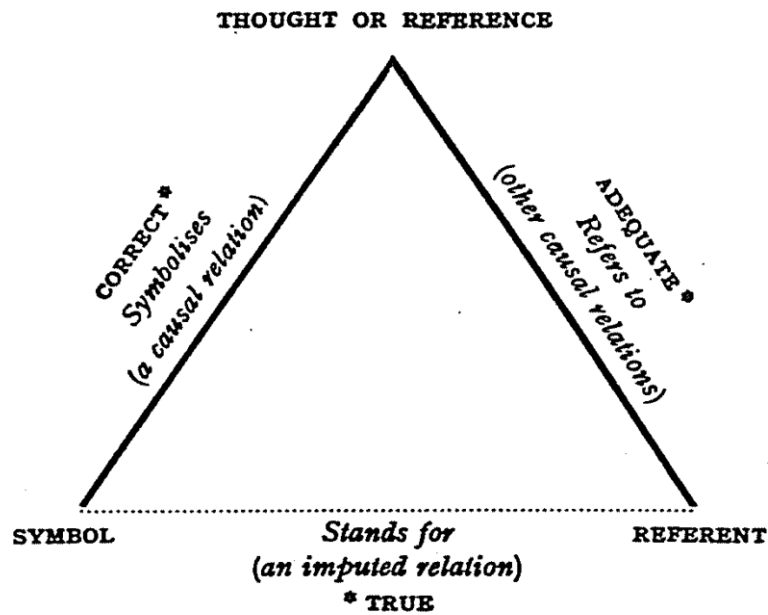 THOUGHT OR REFERENCE
CORRECT*
Symbolises
(a causal relation)
ADEQUATE*
Refers to
(other causal relations)
SYMBOL
Stands for
(an imputed relation)
* TRUE
REFERENT